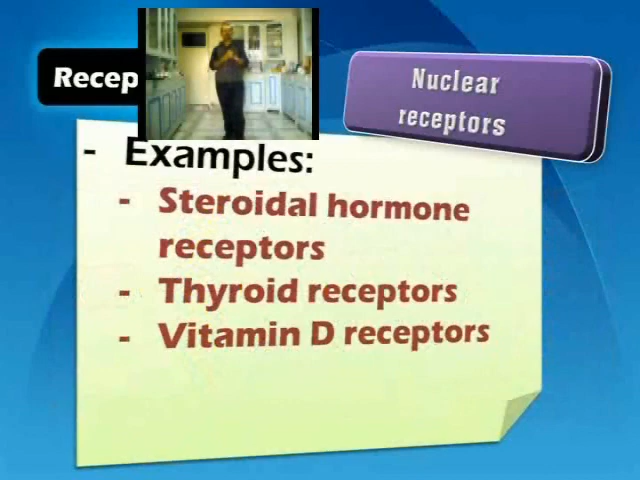 Recep
Nuclear
receptors
- Examples:
- Steroidal hormone
receptors
- Thyroid receptors
- Vitamin D receptors